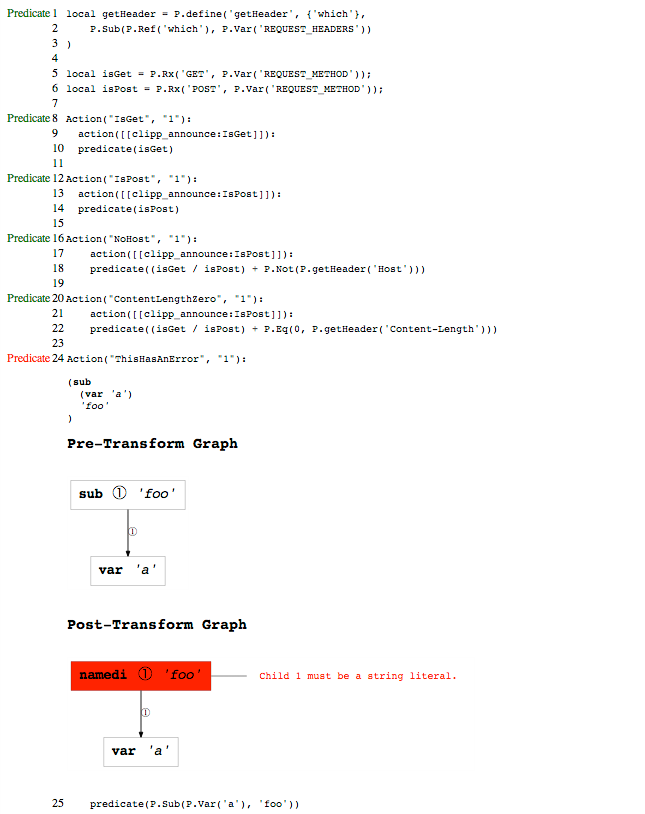 Predicate 1 local getHeader = P.define('getHeader', {'which'},
2 P.Sub(P.Ref('which'), P.Var('REQUEST_HEADERS'))
3 )
4
5 local isGet = P.Rx('GET', P.Var('REQUEST_METHOD'));
6 local isPost = P.Rx('POST', P.Var('REQUEST_METHOD'));
7
Predicate 8 Action("IsGet", "1"):
9 action([[clipp_announce:IsGet]]):
10 predicate(isGet)
11
Predicate 12 Action("IsPost", "1"):
13 action([[clipp_announce:IsPost]]):
14 predicate(isPost)
15
Predicate 16 Action("NoHost", "1"):
17 action([[clipp_announce:IsPost]]):
18 predicate((isGet / isPost) + P.Not(P.getHeader('Host')))
19
Predicate 20 Action("ContentLengthZero", "1"):
21 action([[clipp_announce:IsPost]]):
22 predicate((isGet / isPost) + P.Eq(0, P.getHeader('Content-Length')))
23
Predicate 24 Action("ThisHasAnError", "1"):
(sub
(var 'a')
'foo'
)
Pre-Transform Graph
sub ① 'foo'
①
var 'a'
Post-Transform Graph
namedi ① 'foo' Child 1 must be a string literal.
①
var 'a'
25 predicate(P.Sub(P.Var('a'), 'foo'))